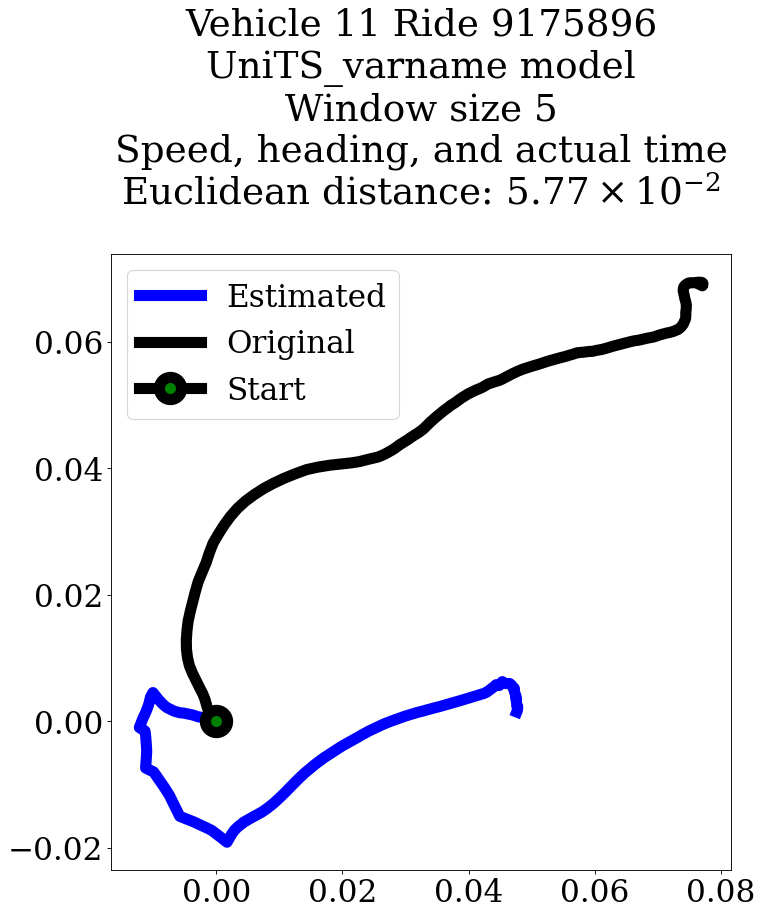 Vehicle 11 Ride 9175896
UniTS_varname model
Window size 5
Speed, heading, and actual time
Euclidean distance: 5.77 × 10⁻²
Estimated
Original
Start
0.06
0.04
0.02
0.00
−0.02
0.00 0.02 0.04 0.06 0.08